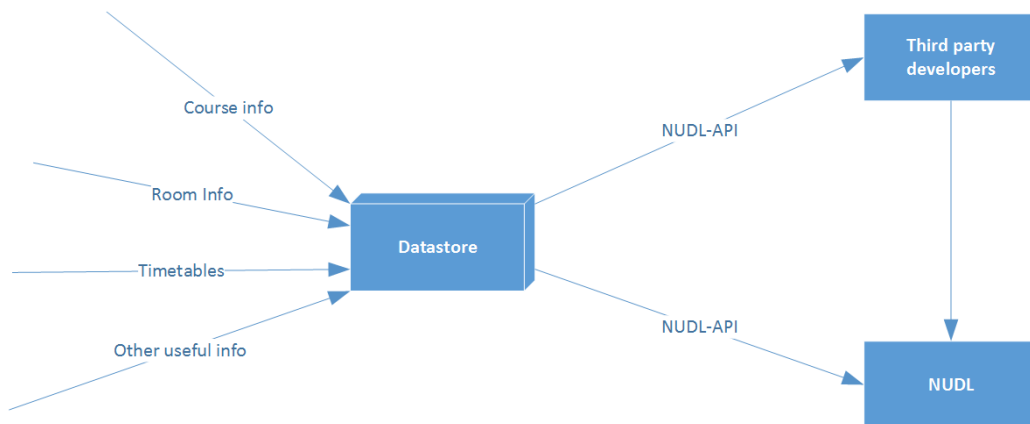 Third party
developers
Course info
NUDL-API
Room Info
Datastore
Timetables
NUDL-API
Other useful info
NUDL